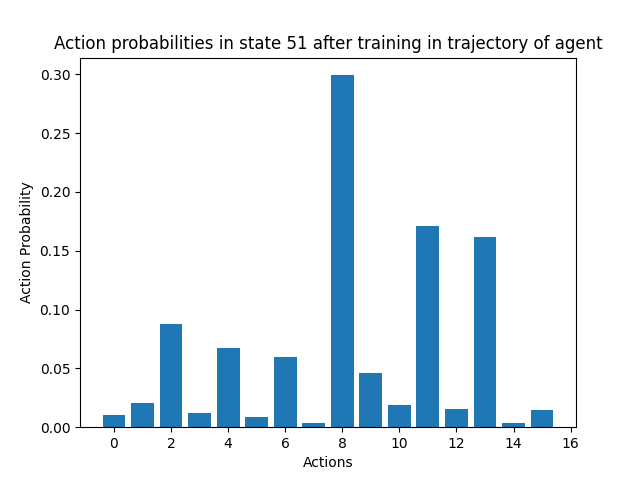 Action probabilities in state 51 after training in trajectory of agent
0.30
0.25
0.20
0.15
0.10
0.05
0.00
Action Probability
0 2 4 6 8 10 12 14 16
Actions